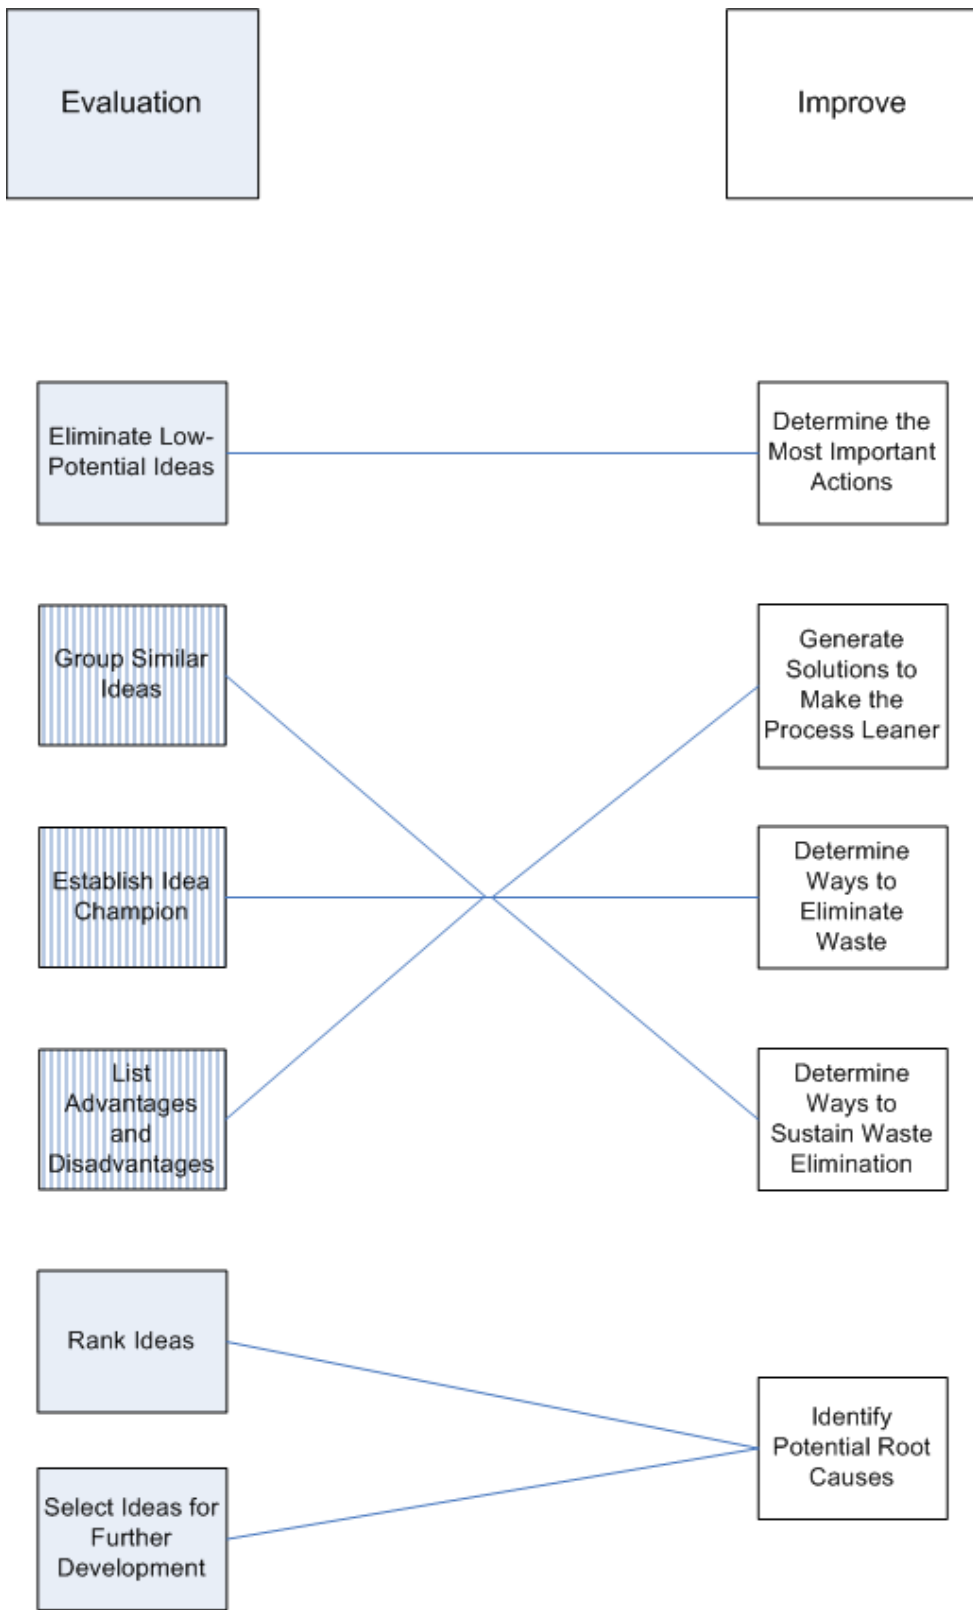 Evaluation
Improve
Eliminate Low-
Potential Ideas
Determine the
Most Important
Actions
Group Similar
Ideas
Generate
Solutions to
Make the
Process Leaner
Establish Idea
Champion
Determine
Ways to
Eliminate
Waste
List
Advantages
and
Disadvantages
Determine
Ways to
Sustain Waste
Elimination
Rank Ideas
Identify
Potential Root
Causes
Select Ideas for
Further
Development